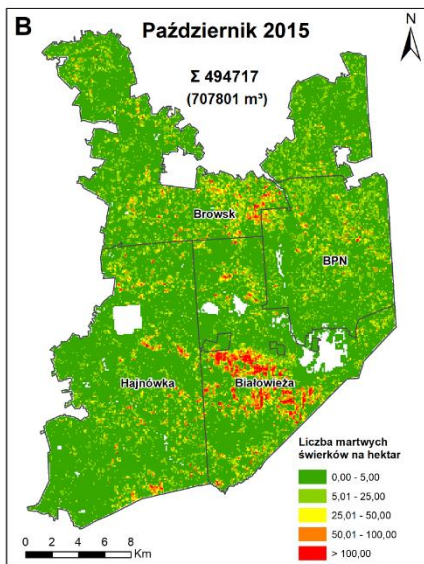 B
Październik 2015
N
Σ 494717
(707801 m³)
Browsk
BPN
Hajnówka
Białowieża
Liczba martwych
świerków na hektar
0,00 - 5,00
5,01 - 25,00
25,01 - 50,00
50,01 - 100,00
> 100,00
0 2 4 6 8
Km